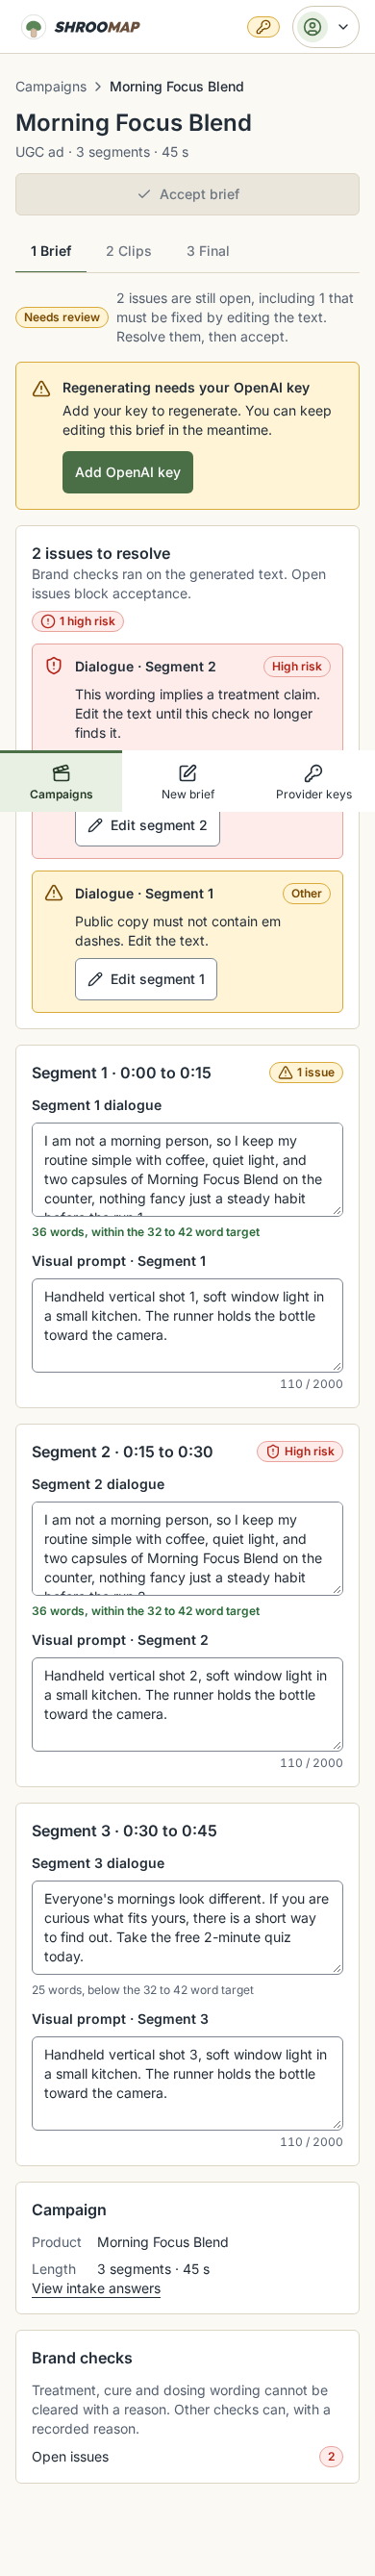 SHROOMAP
Campaigns > Morning Focus Blend
Morning Focus Blend
UGC ad · 3 segments · 45 s
Accept brief
1 Brief
2 Clips
3 Final
Needs review
2 issues are still open, including 1 that
must be fixed by editing the text.
Resolve them, then accept.
Regenerating needs your OpenAI key
Add your key to regenerate. You can keep
editing this brief in the meantime.
Add OpenAI key
2 issues to resolve
Brand checks ran on the generated text. Open
issues block acceptance.
1 high risk
Dialogue · Segment 2
High risk
This wording implies a treatment claim.
Edit the text until this check no longer
finds it.
Campaigns
New brief
Provider keys
Edit segment 2
Dialogue · Segment 1
Other
Public copy must not contain em
dashes. Edit the text.
Edit segment 1
Segment 1 · 0:00 to 0:15
1 issue
Segment 1 dialogue
I am not a morning person, so I keep my
routine simple with coffee, quiet light, and
two capsules of Morning Focus Blend on the
counter, nothing fancy just a steady habit
before the run 1
36 words, within the 32 to 42 word target
Visual prompt · Segment 1
Handheld vertical shot 1, soft window light in
a small kitchen. The runner holds the bottle
toward the camera.
110 / 2000
Segment 2 · 0:15 to 0:30
High risk
Segment 2 dialogue
I am not a morning person, so I keep my
routine simple with coffee, quiet light, and
two capsules of Morning Focus Blend on the
counter, nothing fancy just a steady habit
before the run 2
36 words, within the 32 to 42 word target
Visual prompt · Segment 2
Handheld vertical shot 2, soft window light in
a small kitchen. The runner holds the bottle
toward the camera.
110 / 2000
Segment 3 · 0:30 to 0:45
Segment 3 dialogue
Everyone's mornings look different. If you are
curious what fits yours, there is a short way
to find out. Take the free 2-minute quiz
today.
25 words, below the 32 to 42 word target
Visual prompt · Segment 3
Handheld vertical shot 3, soft window light in
a small kitchen. The runner holds the bottle
toward the camera.
110 / 2000
Campaign
Product Morning Focus Blend
Length 3 segments · 45 s
View intake answers
Brand checks
Treatment, cure and dosing wording cannot be
cleared with a reason. Other checks can, with a
recorded reason.
Open issues 2